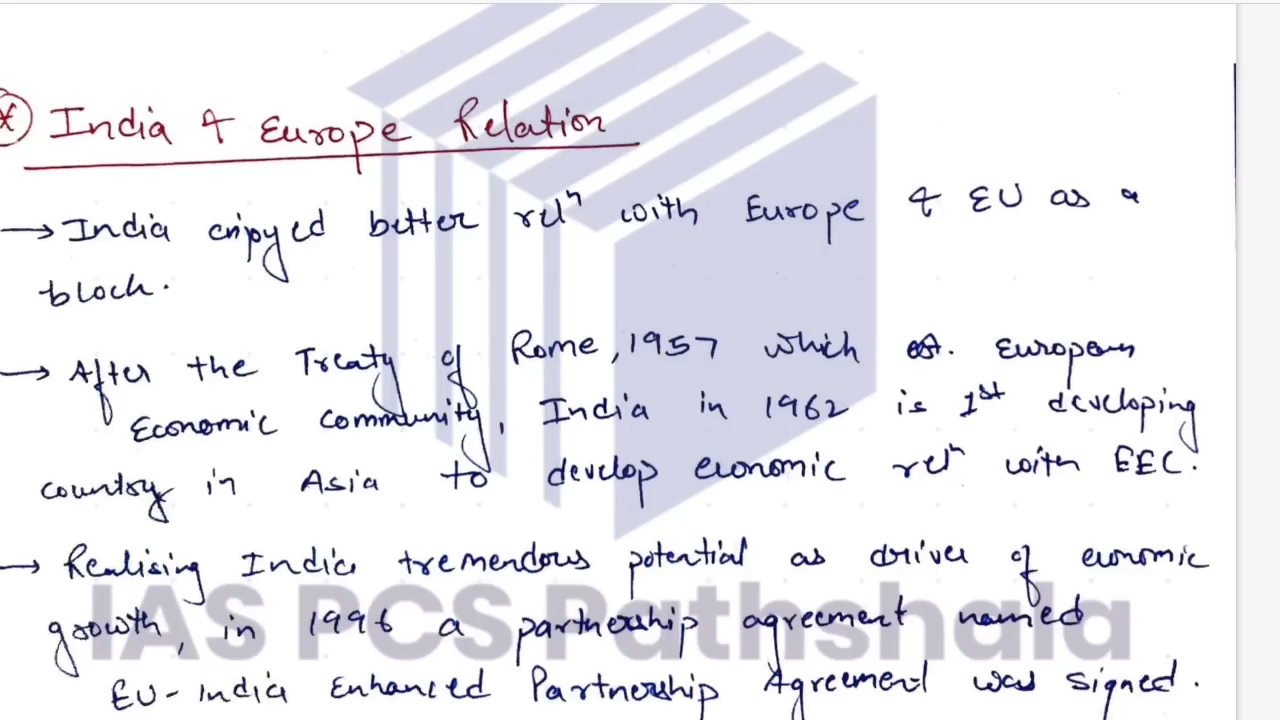 * India & Europe Relation
→ India enjoyed better relⁿ with Europe & EU as a
block.
→ After the Treaty of Rome, 1957 which est. European
Economic Community, India in 1962 is 1st developing
country in Asia to develop economic relⁿ with EEC.
→ Realising India tremendous potential as driver of economic
growth, in 1996 a partnership agreement named
EU-India Enhanced Partnership Agreement was signed.
IAS PCS Pathshala